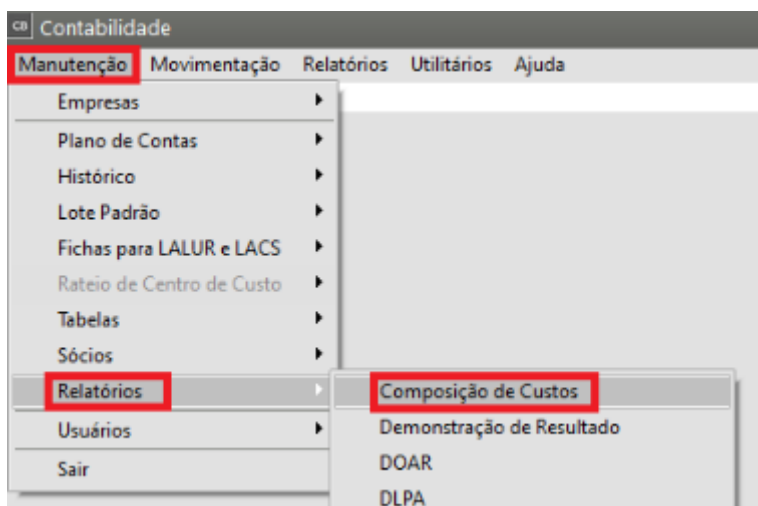 CB Contabilidade
Manutenção Movimentação Relatórios Utilitários Ajuda
Empresas
Plano de Contas
Histórico
Lote Padrão
Fichas para LALUR e LACS
Rateio de Centro de Custo
Tabelas
Sócios
Relatórios
Usuários
Sair
Composição de Custos
Demonstração de Resultado
DOAR
DLPA